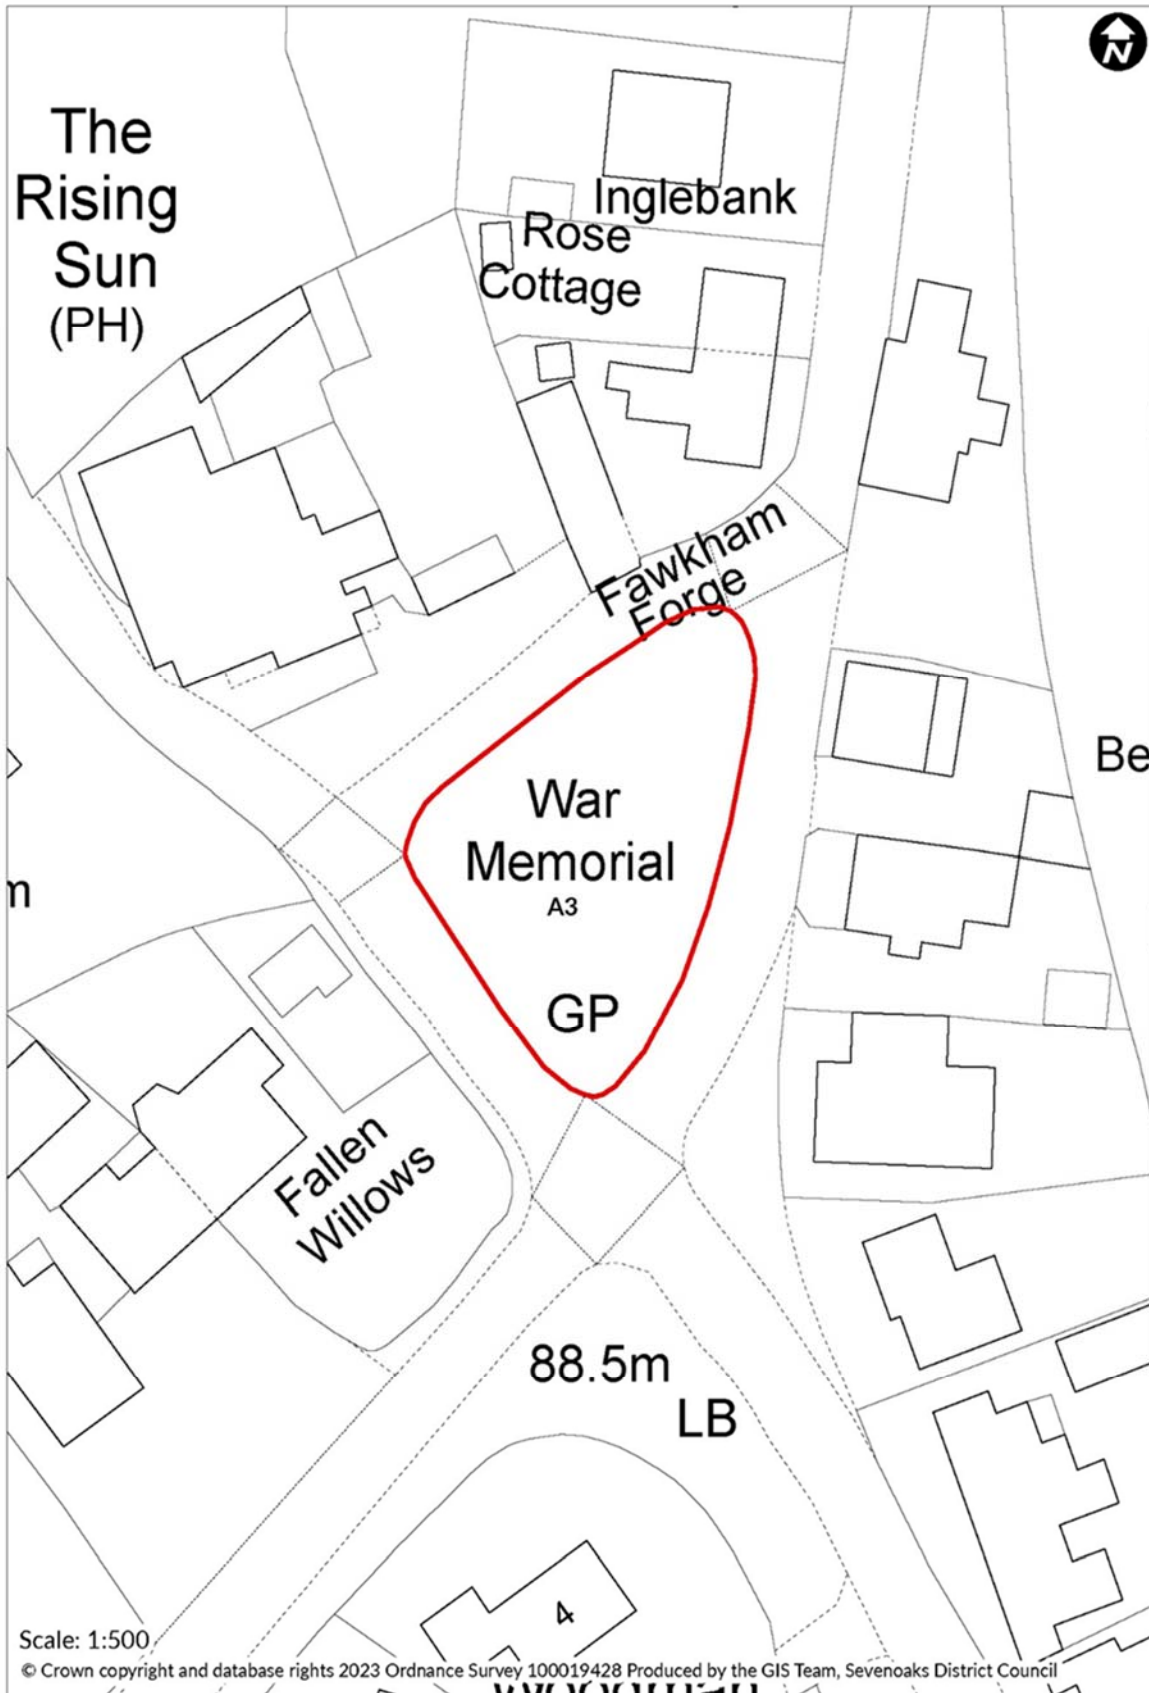 N
The
Rising
Sun
(PH)
Inglebank
Rose
Cottage
Fawkham
Forge
War
Memorial
A3
GP
Be
m
Fallen
Willows
88.5m
LB
4
Scale: 1:500
© Crown copyright and database rights 2023 Ordnance Survey 100019428 Produced by the GIS Team, Sevenoaks District Council